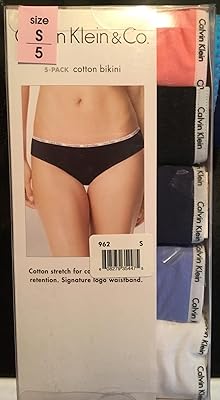 size
S
5
Calvin Klein & Co.
5-PACK cotton bikini
962
S
Cotton stretch for
retention. Signature logo waistband.
Calvin Klein
Calvin Klein
Calvin Klein
Calvin Klein
Calvin Klein